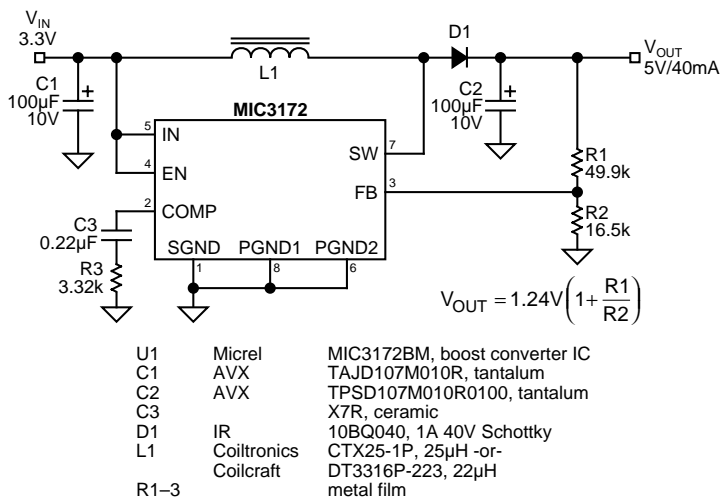 V_IN
3.3V
D1
V_OUT
5V/40mA
L1
C1
100µF
10V
C2
100µF
10V
MIC3172
5
IN
4
EN
SW
7
FB
3
2
COMP
R1
49.9k
R2
16.5k
C3
0.22µF
R3
3.32k
SGND PGND1 PGND2
1 8 6
V_OUT = 1.24V(1 + R1/R2)
U1 Micrel MIC3172BM, boost converter IC
C1 AVX TAJD107M010R, tantalum
C2 AVX TPSD107M010R0100, tantalum
C3 X7R, ceramic
D1 IR 10BQ040, 1A 40V Schottky
L1 Coiltronics CTX25-1P, 25µH -or-
Coilcraft DT3316P-223, 22µH
R1–3 metal film